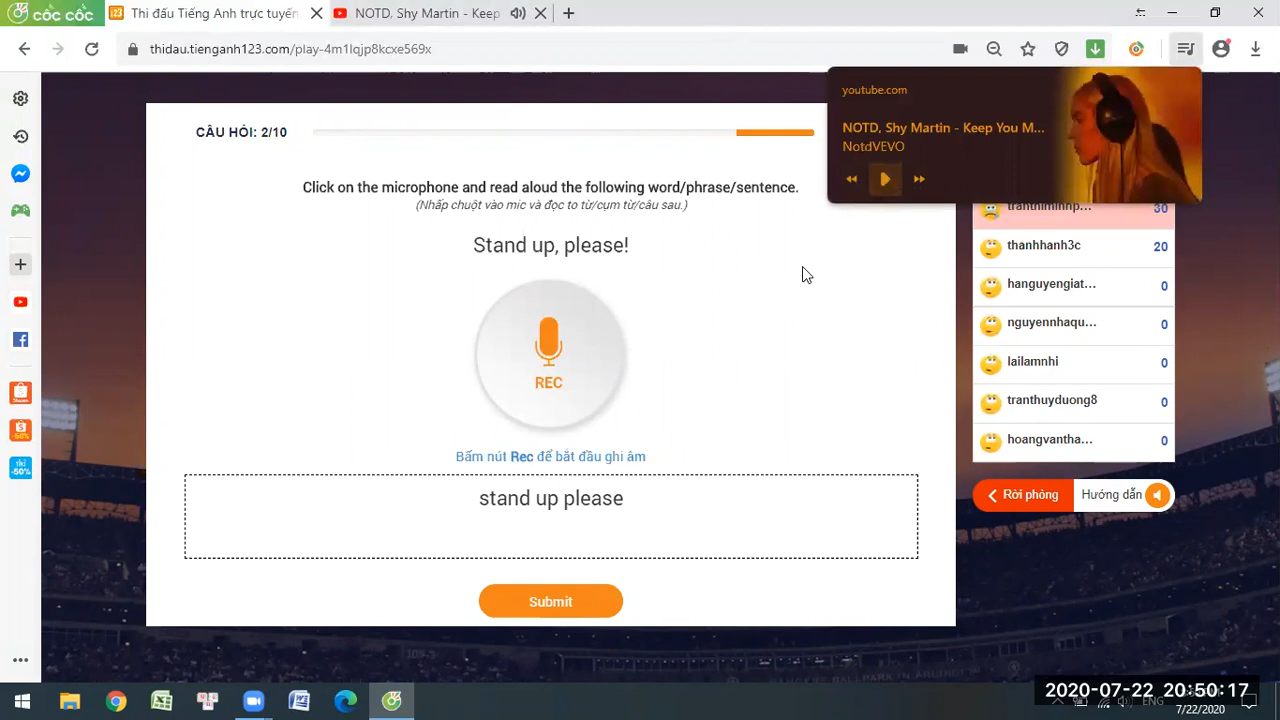 cốc cốc
Thi đấu Tiếng Anh trực tuyến
NOTD, Shy Martin - Keep
thidau.tienganh123.com/play-4m1lqjp8kcxe569x
youtube.com
NOTD, Shy Martin - Keep You M...
NotdVEVO
CÂU HỎI: 2/10
Click on the microphone and read aloud the following word/phrase/sentence.
(Nhấp chuột vào mic và đọc to từ/cụm từ/câu sau.)
Stand up, please!
REC
Bấm nút Rec để bắt đầu ghi âm
stand up please
Submit
tranthiminhp... 30
thanhhanh3c 20
hanguyengiat... 0
nguyennhaqu... 0
lailamnhi 0
tranthuyduong8 0
hoangvantha... 0
Rời phòng
Hướng dẫn
-50%
TIKI
-50%
2020-07-22 20:50:17
ENG
7/22/2020